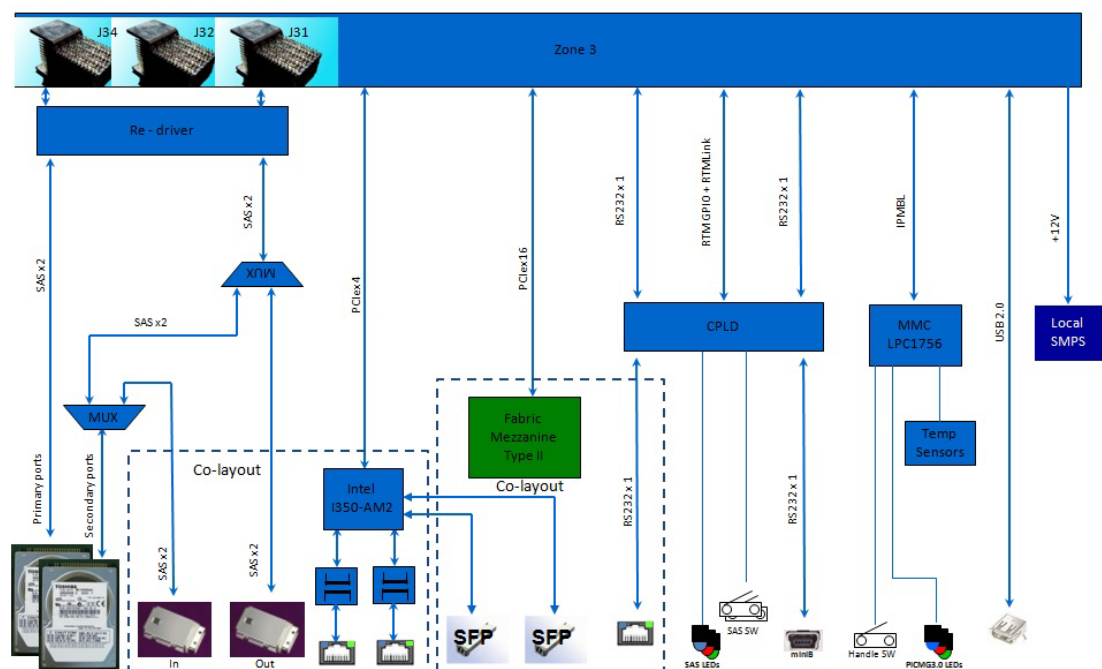 J34
J32
J31
Zone 3
Re - driver
SAS x2
SAS x2
MUX
SAS x2
MUX
Primary ports
Secondary ports
SAS x2
SAS x2
In
Out
PCIex4
PCIex16
Co-layout
Intel
I350-AM2
Fabric
Mezzanine
Type II
Co-layout
SFP
SFP
RS232 x 1
RTM GPIO + RTMLink
RS232 x 1
CPLD
RS232 x 1
RS232 x 1
SAS LEDs
SAS SW
miniB
IPMBL
MMC
LPC1756
Temp
Sensors
Handle SW
PICMG3.0 LEDs
USB 2.0
+12V
Local
SMPS
TOSHIBA
TOSHIBA